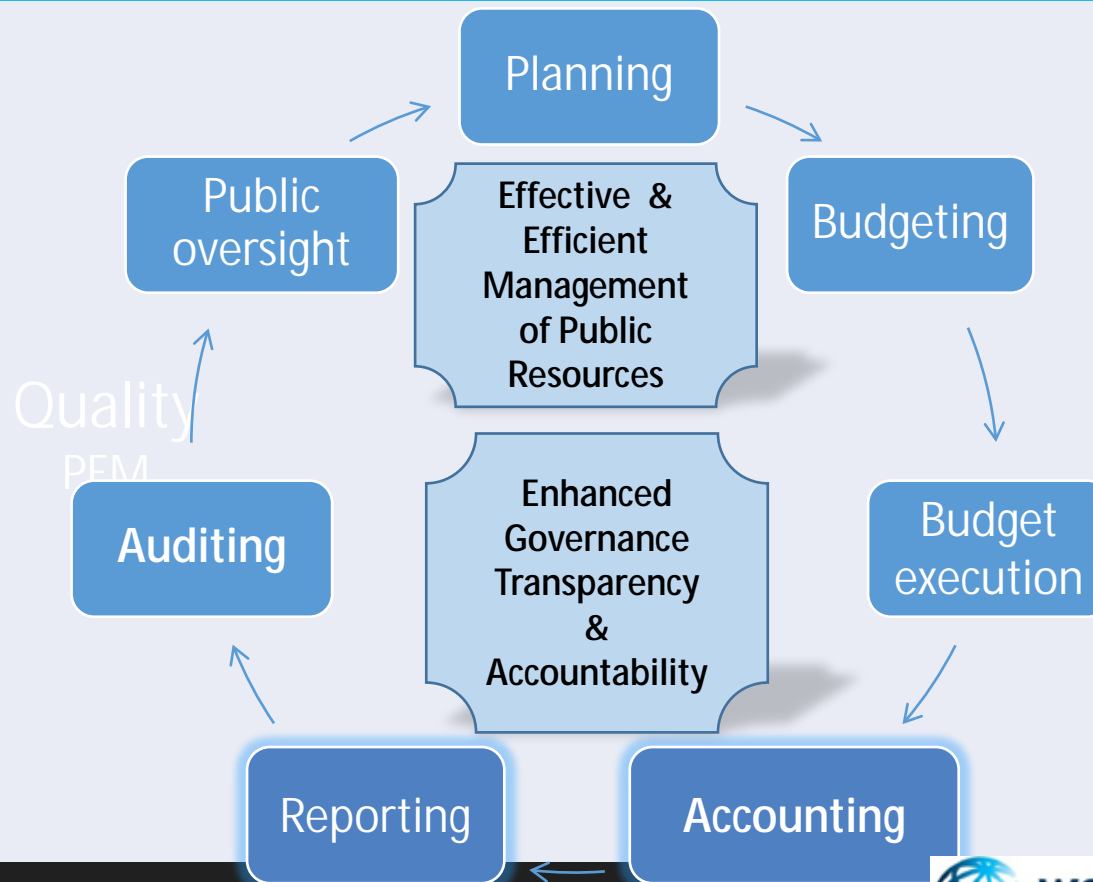 Planning
Public
oversight
Effective &
Efficient
Management
of Public
Resources
Budgeting
Quality
PFM
Auditing
Enhanced
Governance
Transparency
&
Accountability
Budget
execution
Reporting
Accounting